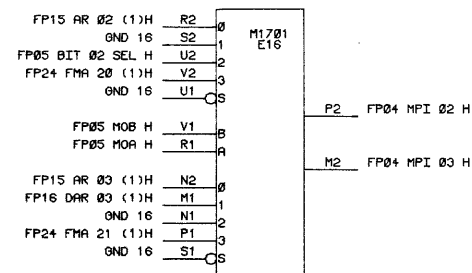 FP15 AR Ø2 (1)H R2 Ø M1701
GND 16 S2 1 E16
FPØ5 BIT Ø2 SEL H U2 2
FP24 FMA 2Ø (1)H V2 3
GND 16 U1 S
P2 FPØ4 MPI Ø2 H
FPØ5 MOB H V1 B
FPØ5 MOA H R1 A
M2 FPØ4 MPI Ø3 H
FP15 AR Ø3 (1)H N2 Ø
FP16 DAR Ø3 (1)H M1 1
GND 16 N1 2
FP24 FMA 21 (1)H P1 3
GND 16 S1 S